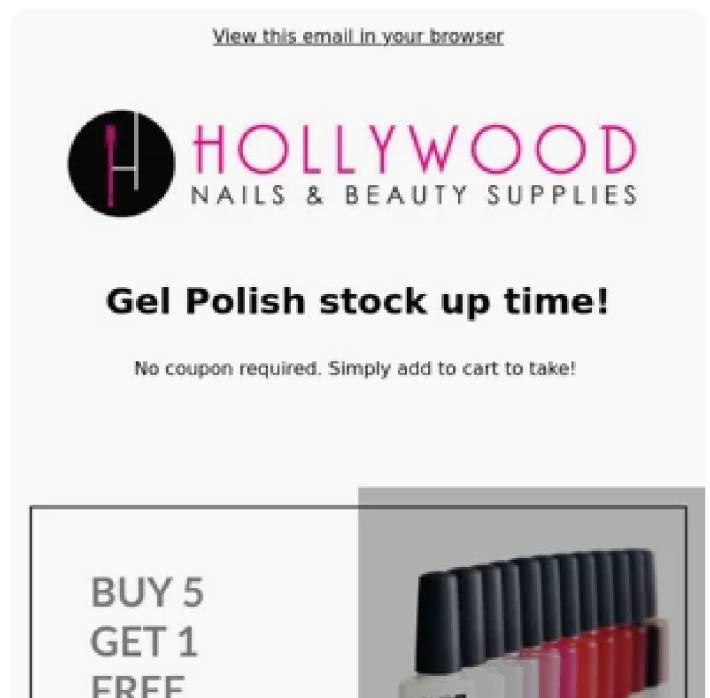 View this email in your browser
HOLLYWOOD
NAILS & BEAUTY SUPPLIES
Gel Polish stock up time!
No coupon required. Simply add to cart to take!
BUY 5
GET 1
FREE